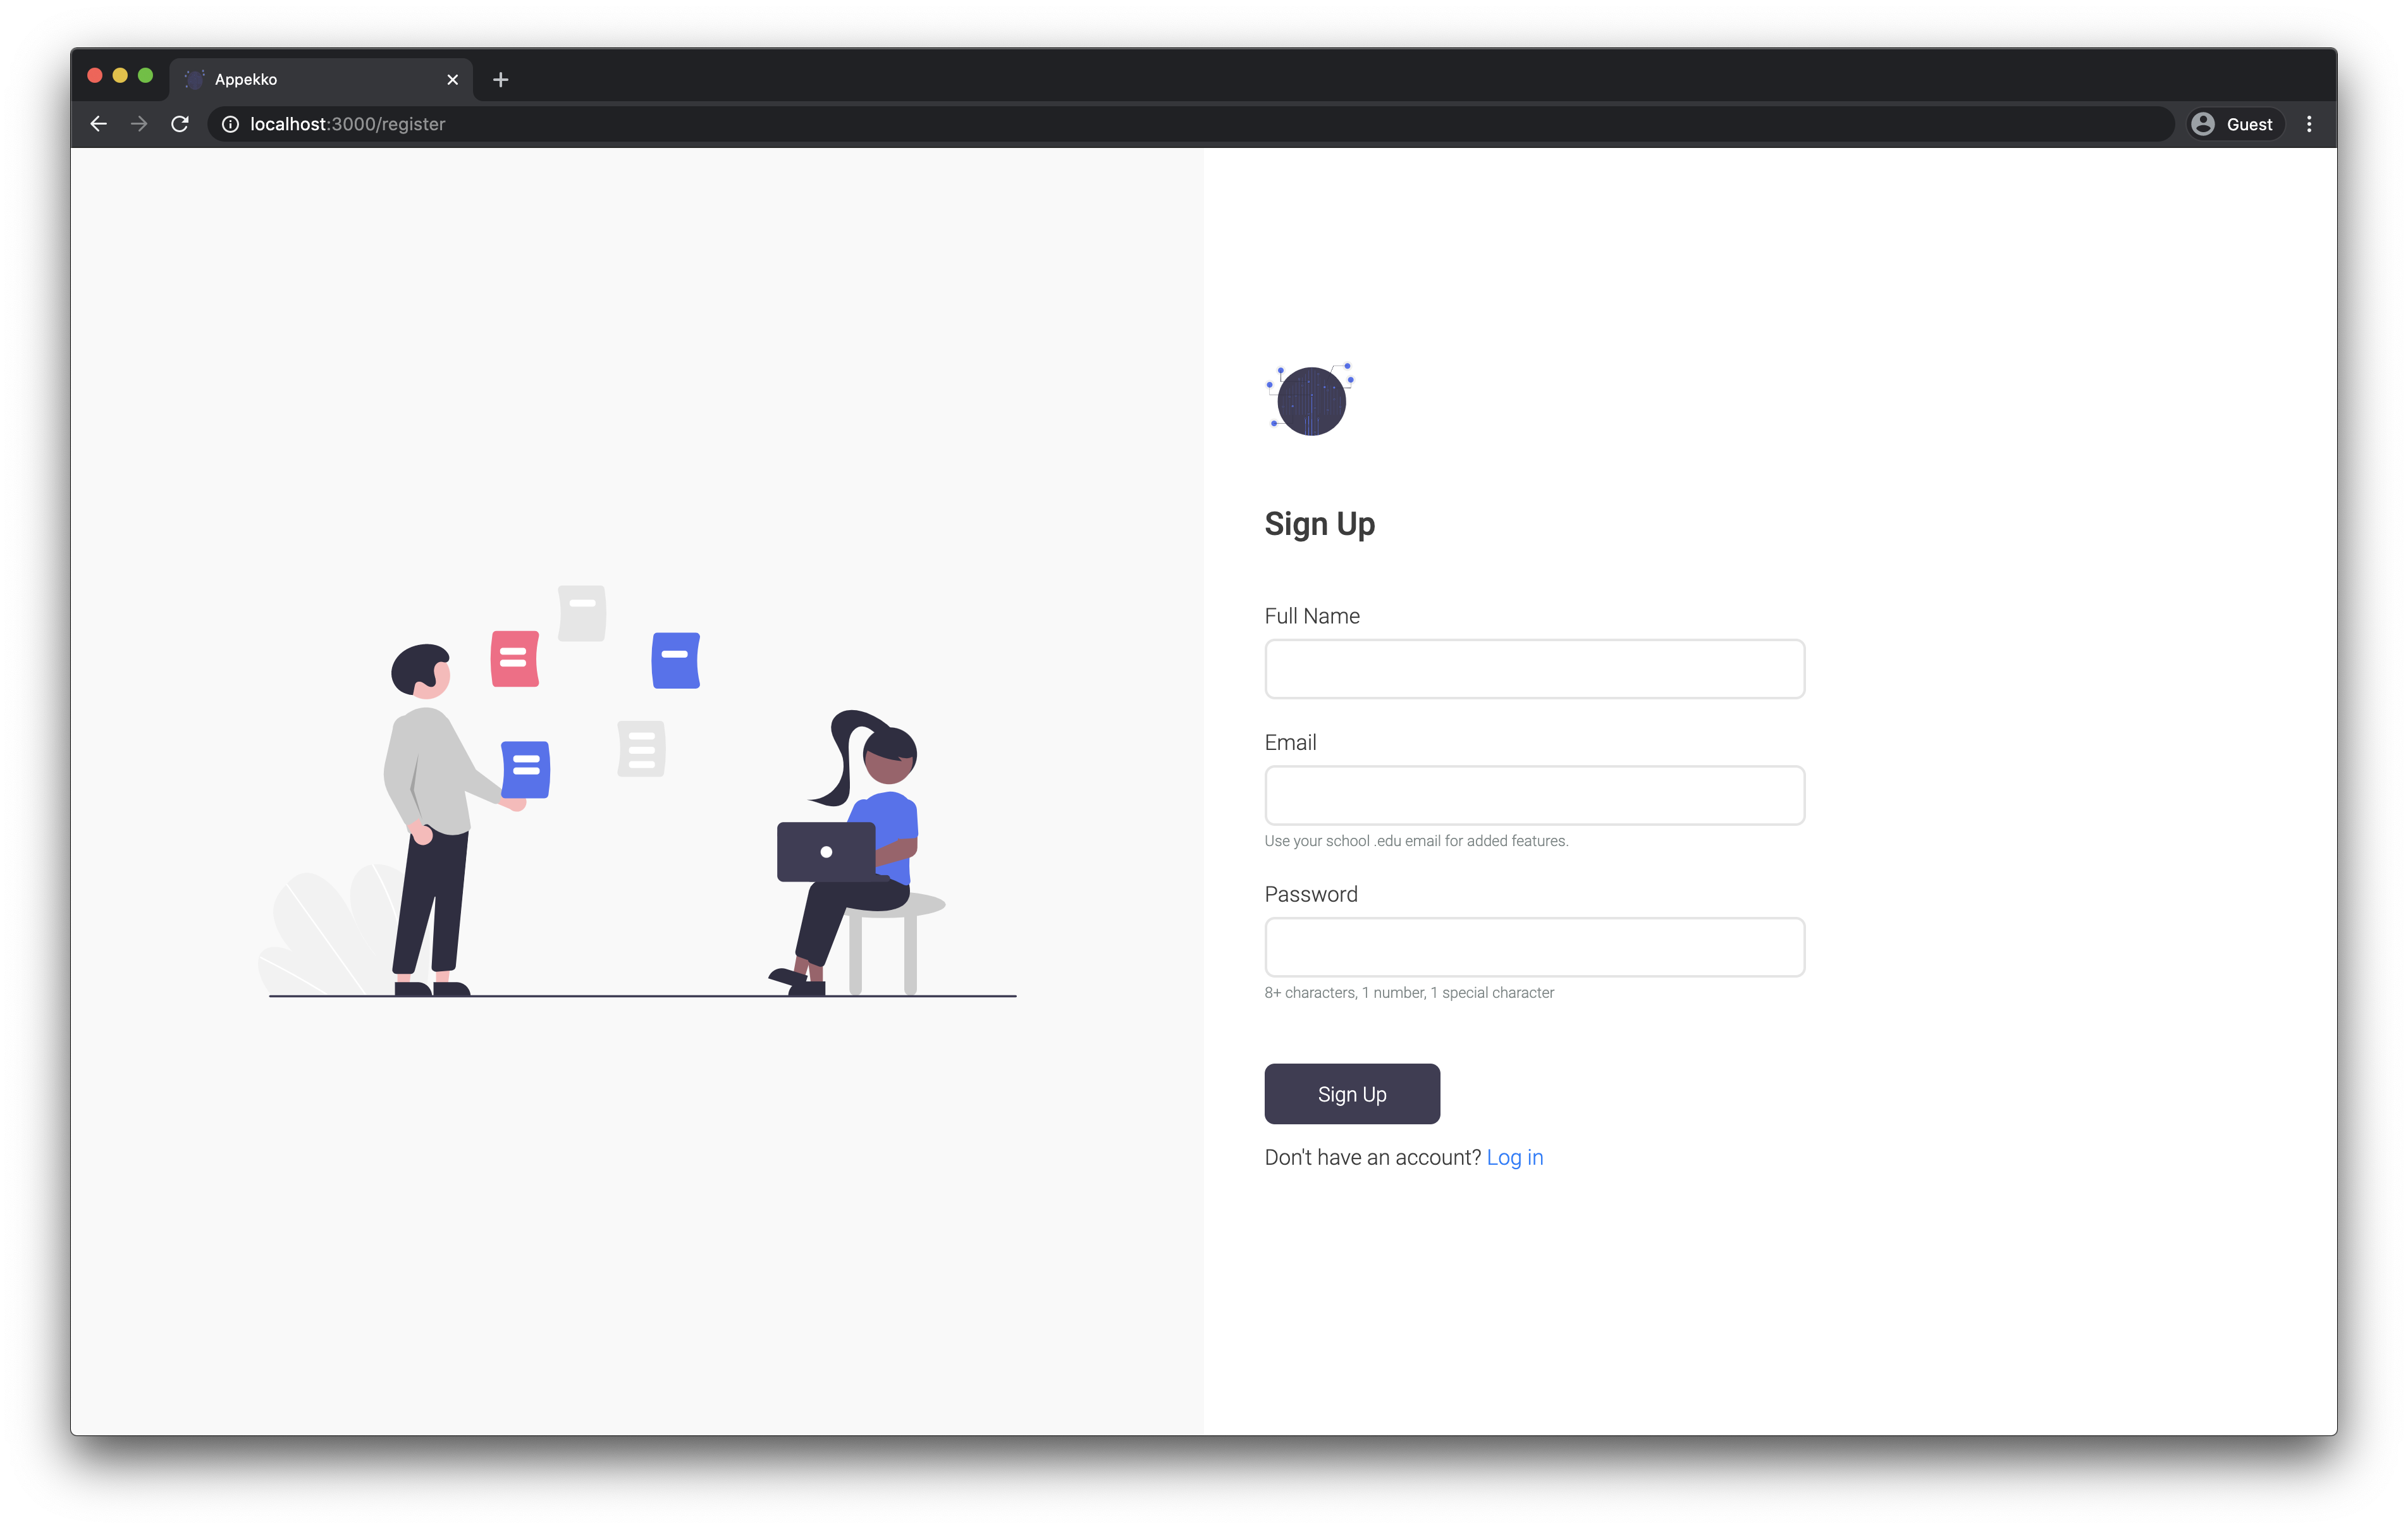 Appekko
localhost:3000/register
Guest
Sign Up
Full Name
Email
Use your school .edu email for added features.
Password
8+ characters, 1 number, 1 special character
Sign Up
Don't have an account? Log in